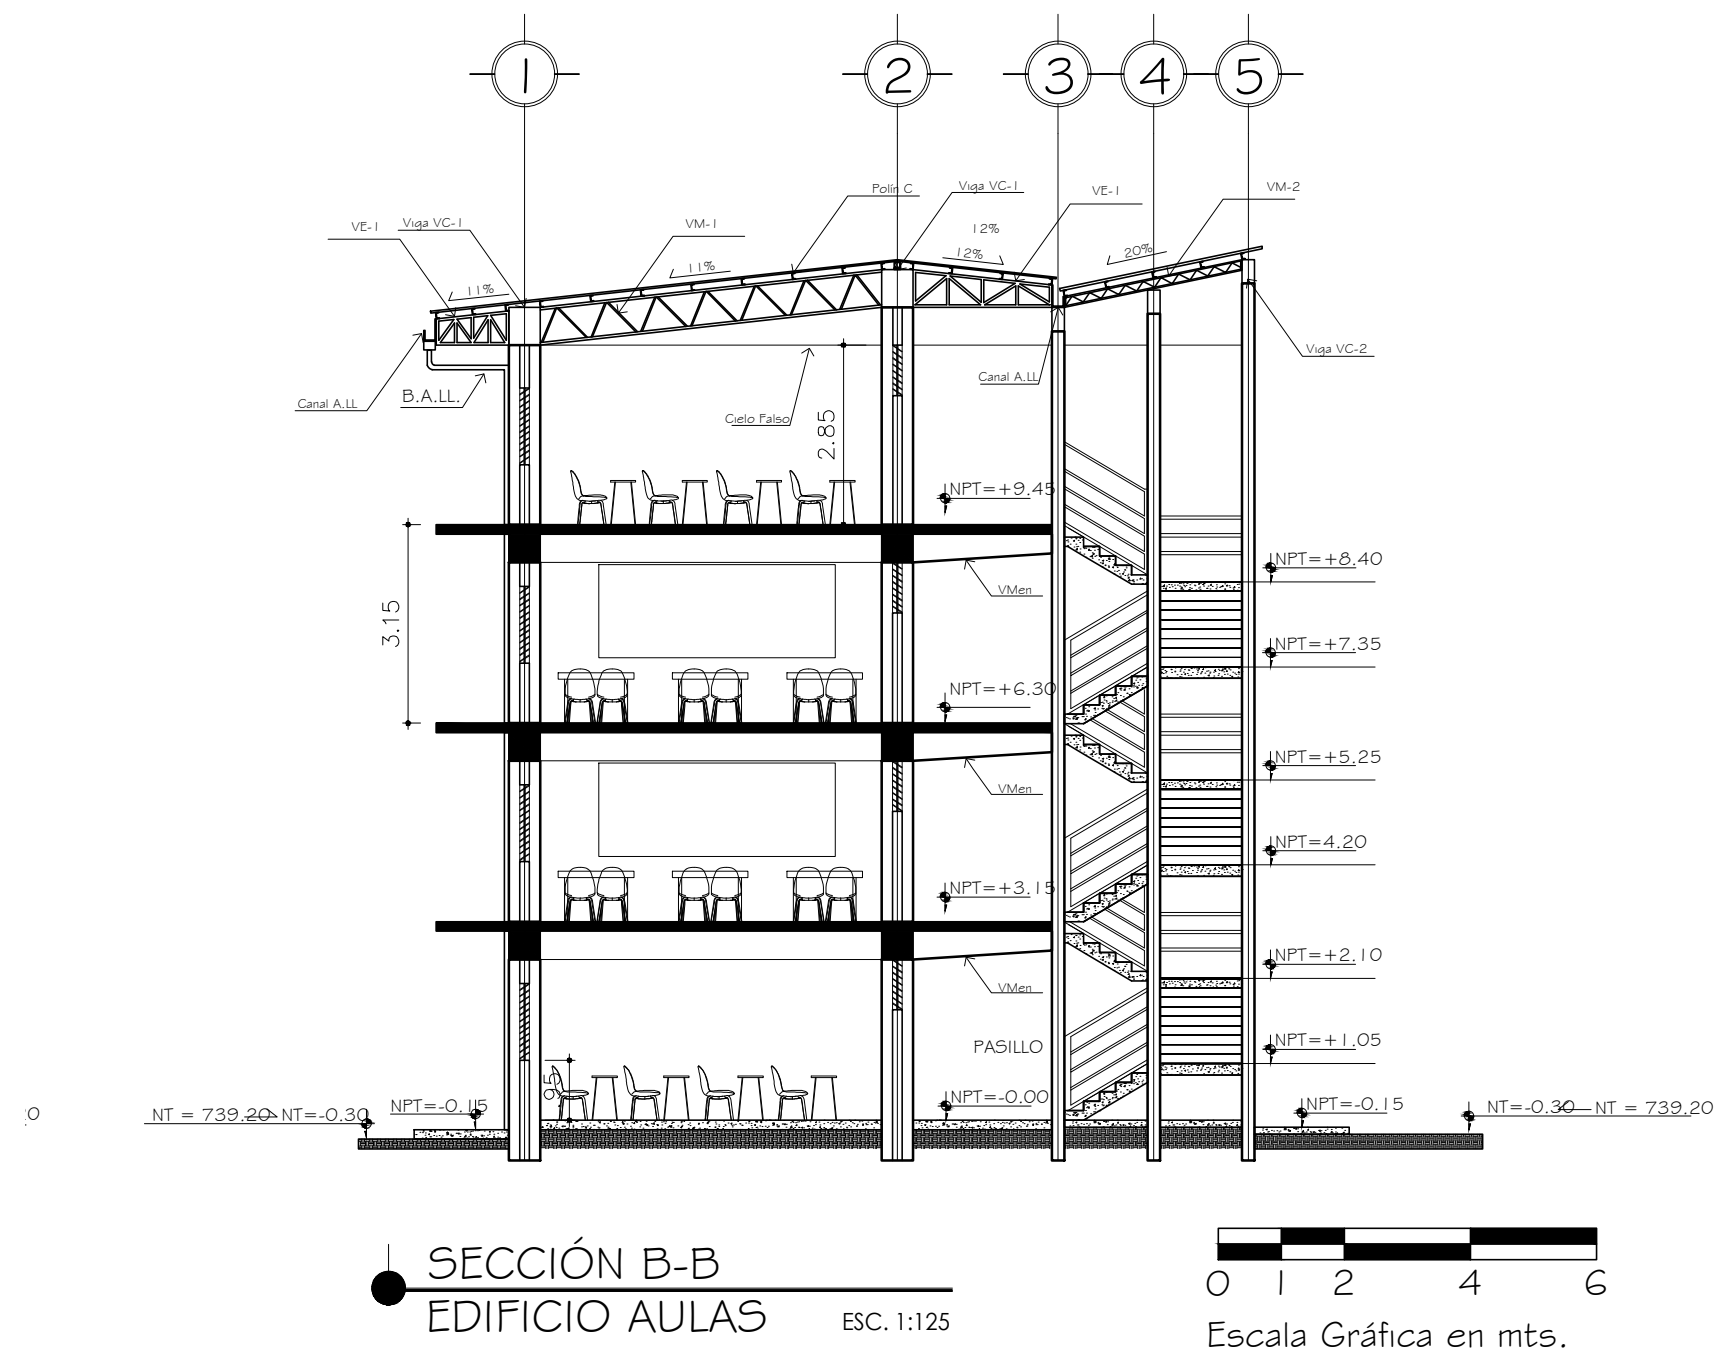 1 2 3 4 5
Polín C
Viga VC-1
VE-1
VM-2
VE-1
Viga VC-1
VM-1
12%
12%
20%
11%
11%
Viga VC-2
Canal A.LL
Canal A.LL
B.A.LL.
Cielo Falso
2.85
NPT=+9.45
NPT=+8.40
VMen
3.15
NPT=+7.35
NPT=+6.30
NPT=+5.25
VMen
NPT=4.20
NPT=+3.15
NPT=+2.10
VMen
PASILLO
NPT=+1.05
.95
NPT=-0.00
NT = 739.20 NT=-0.30
NPT=-0.15
NPT=-0.15
NT=-0.30 NT = 739.20
SECCIÓN B-B
EDIFICIO AULAS
ESC. 1:125
0 1 2 4 6
Escala Gráfica en mts.